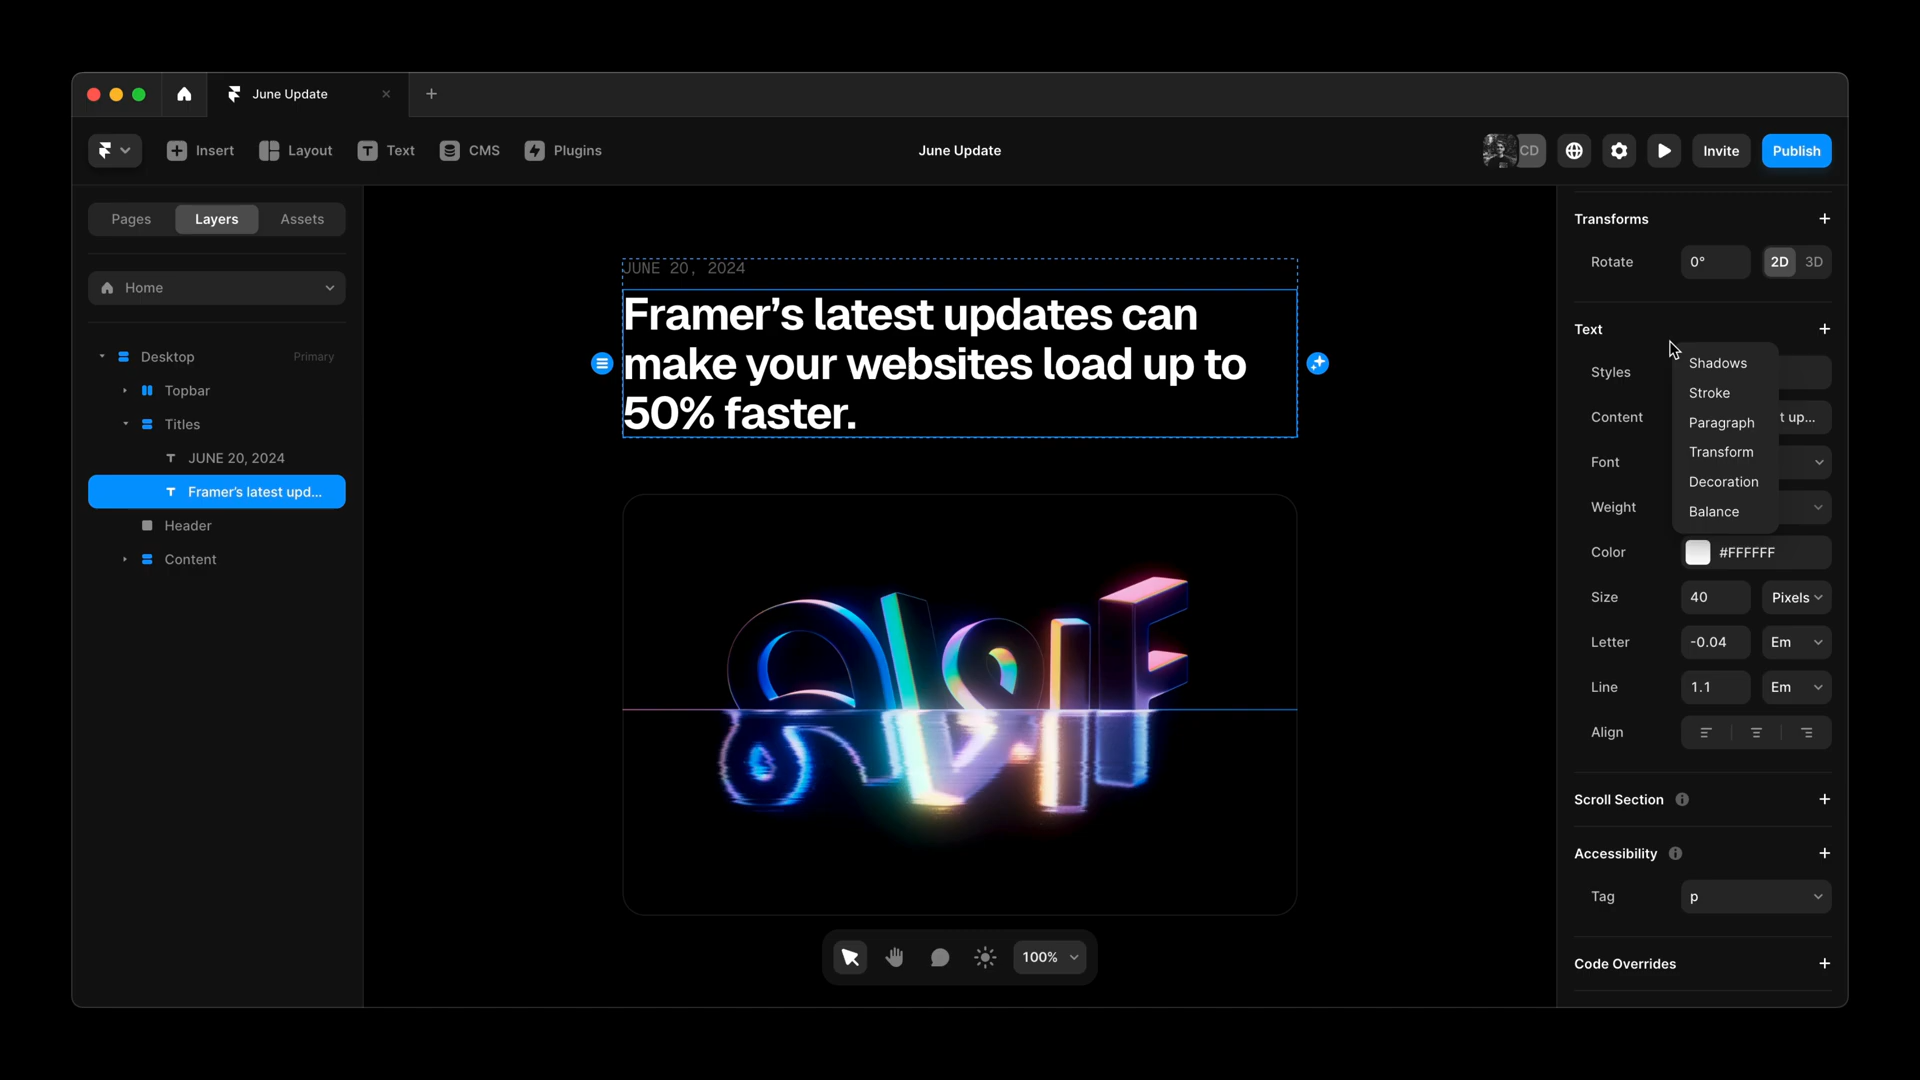 June Update
Insert
Layout
Text
CMS
Plugins
June Update
CD
Invite
Publish
Pages
Layers
Assets
Home
Desktop
Primary
Topbar
Titles
JUNE 20, 2024
Framer’s latest upd...
Header
Content
JUNE 20, 2024
Framer’s latest updates can
make your websites load up to
50% faster.
100%
Transforms
Rotate
0°
2D
3D
Text
Styles
Content
t up...
Font
Weight
Shadows
Stroke
Paragraph
Transform
Decoration
Balance
Color
#FFFFFF
Size
40
Pixels
Letter
-0.04
Em
Line
1.1
Em
Align
Scroll Section
Accessibility
Tag
p
Code Overrides